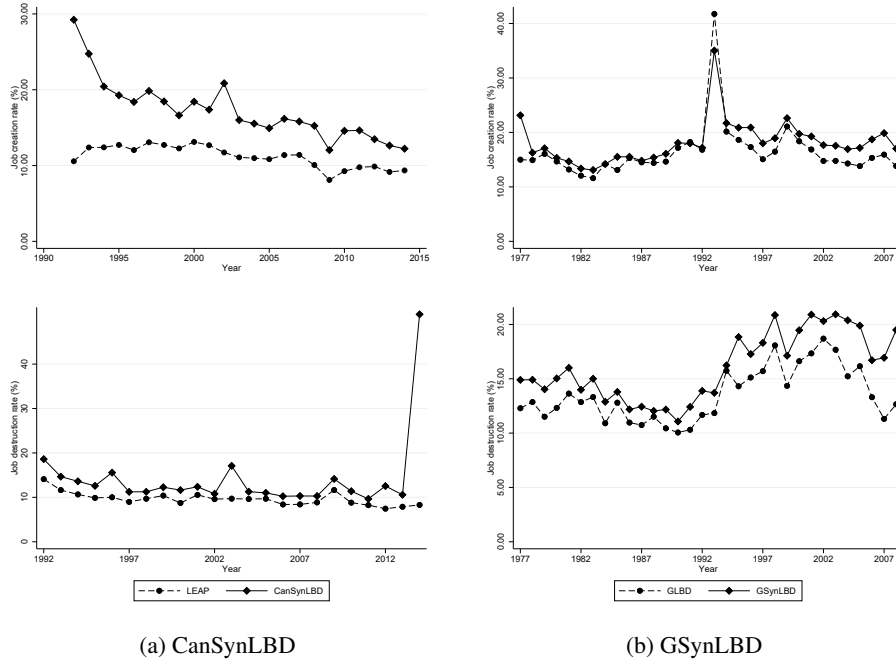 Job creation rate (%)
0.00 10.00 20.00 30.00
1990 1995 2000 2005 2010 2015
Year
Job creation rate (%)
0.00 10.00 20.00 30.00 40.00
1977 1982 1987 1992 1997 2002 2007
Year
Job destruction rate (%)
0 10 20 30 40
1992 1997 2002 2007 2012
Year
LEAP CanSynLBD
Job destruction rate (%)
0.00 5.00 10.00 15.00 20.00
1977 1982 1987 1992 1997 2002 2007
Year
GLBD GSynLBD
(a) CanSynLBD
(b) GSynLBD